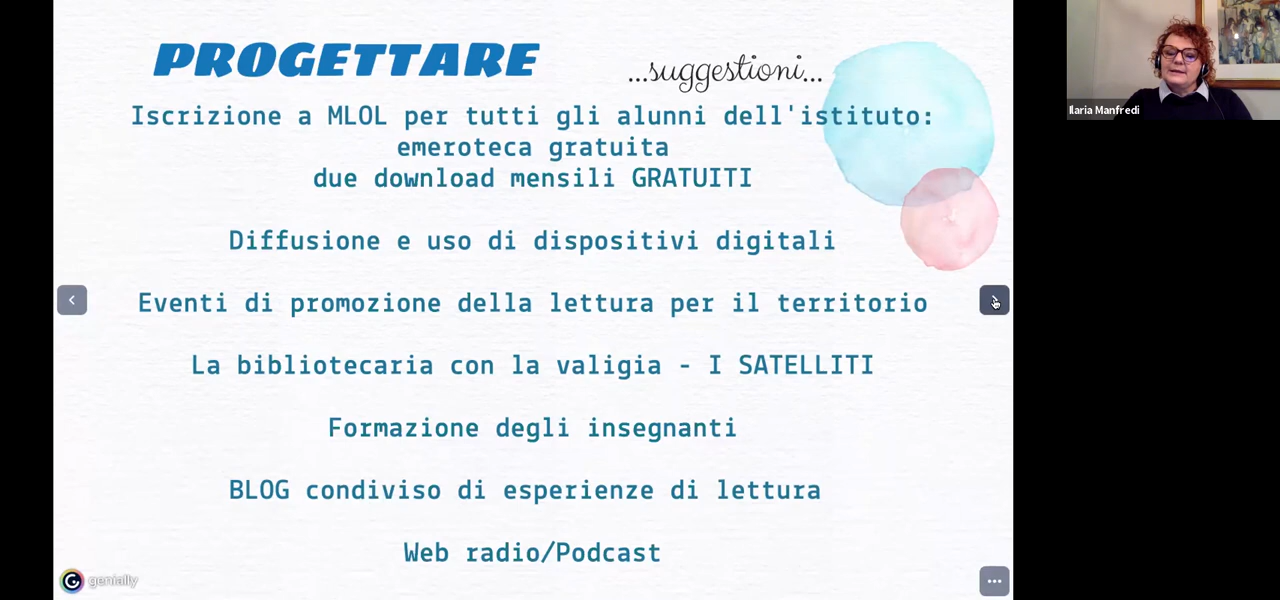 PROGETTARE
...suggestioni...
Iscrizione a MLOL per tutti gli alunni dell'istituto:
emeroteca gratuita
due download mensili GRATUITI
Diffusione e uso di dispositivi digitali
Eventi di promozione della lettura per il territorio
La bibliotecaria con la valigia - I SATELLITI
Formazione degli insegnanti
BLOG condiviso di esperienze di lettura
Web radio/Podcast
genially
Ilaria Manfredi